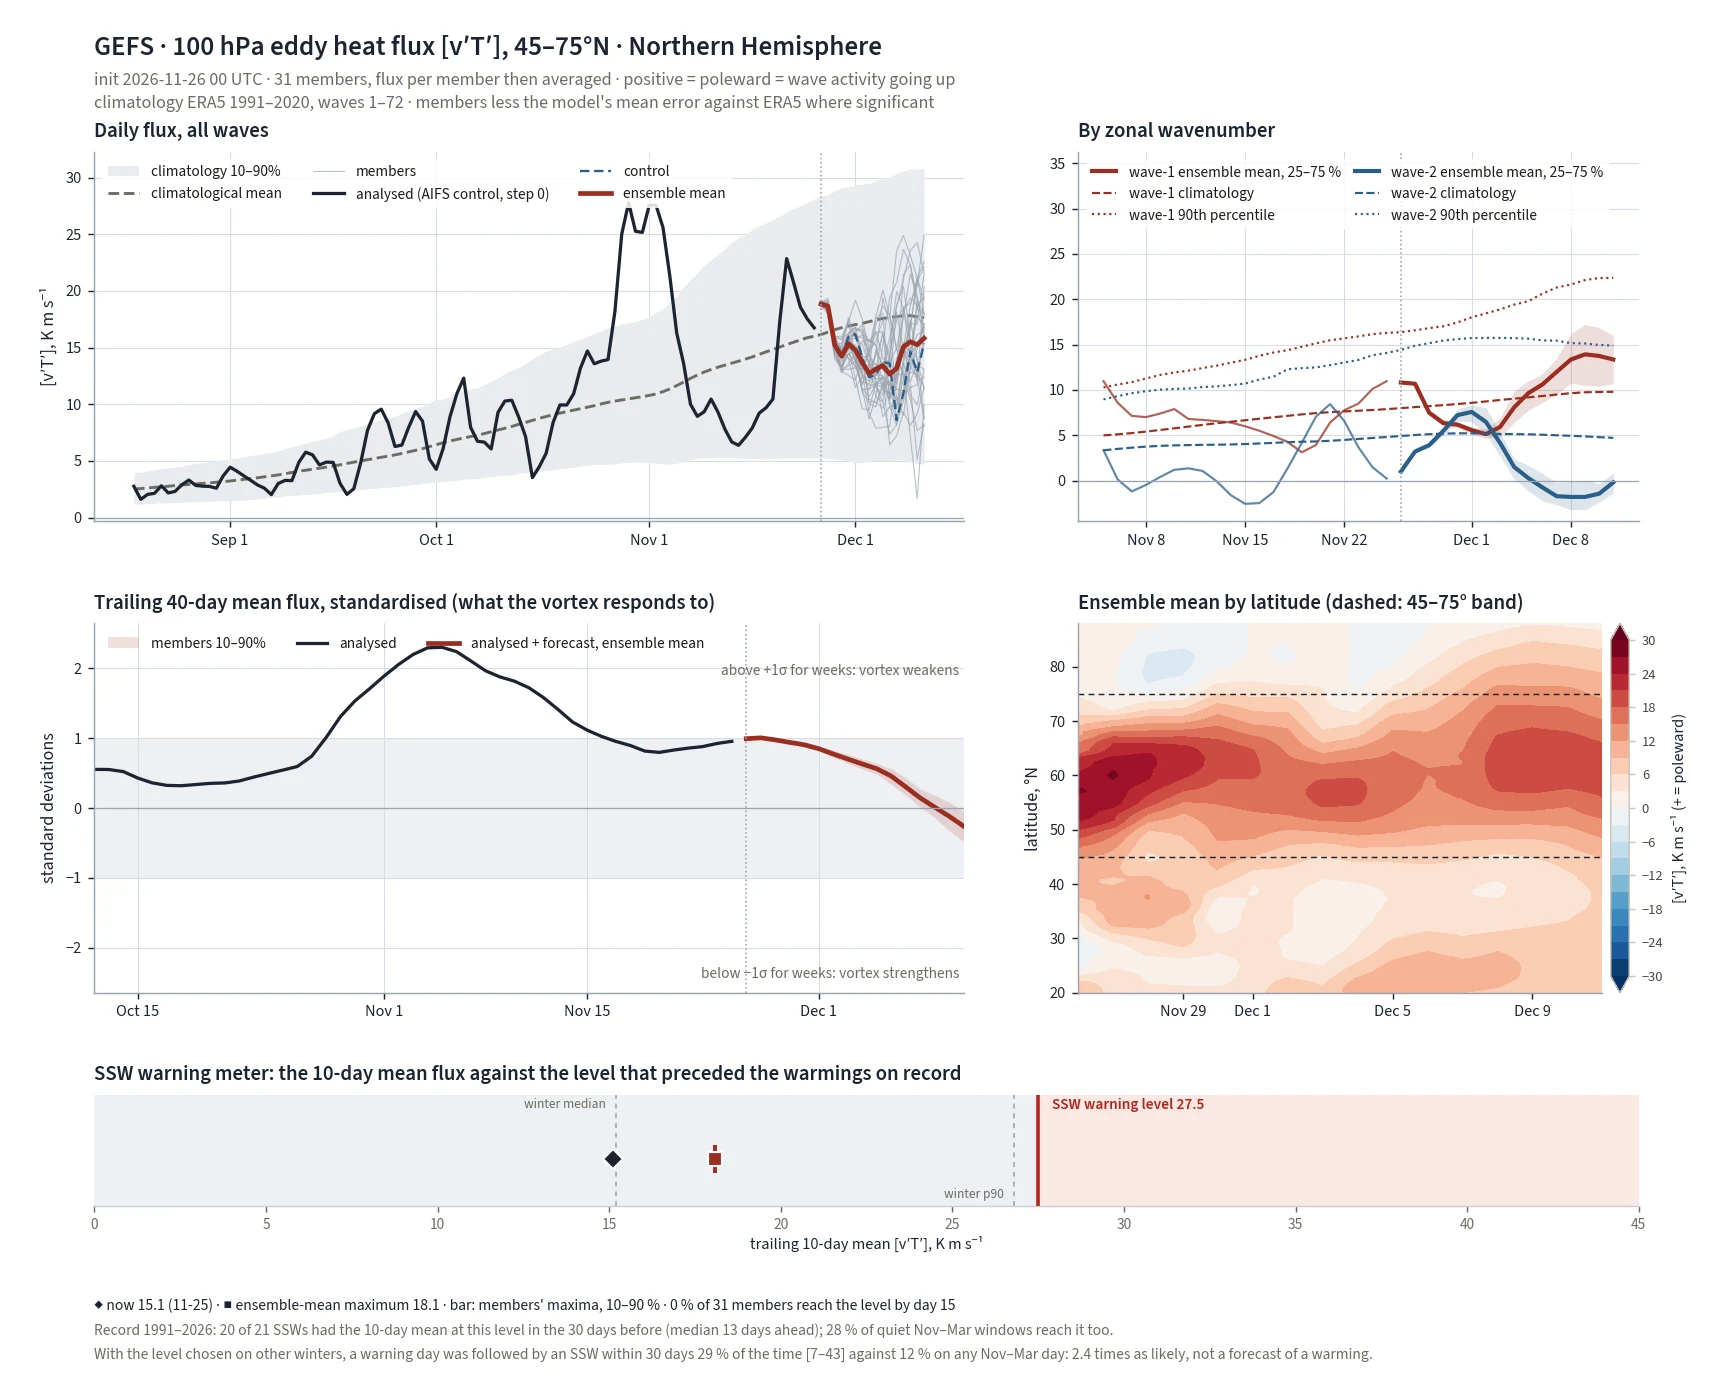 GEFS · 100 hPa eddy heat flux [v′T′], 45–75°N · Northern Hemisphere
init 2026-11-26 00 UTC · 31 members, flux per member then averaged · positive = poleward = wave activity going up
climatology ERA5 1991–2020, waves 1–72 · members less the model's mean error against ERA5 where significant
Daily flux, all waves
climatology 10–90%
members
control
climatological mean
analysed (AIFS control, step 0)
ensemble mean
[v′T′], K m s⁻¹
30
25
20
15
10
5
0
Sep 1
Oct 1
Nov 1
Dec 1
By zonal wavenumber
wave-1 ensemble mean, 25–75 %
wave-2 ensemble mean, 25–75 %
wave-1 climatology
wave-2 climatology
wave-1 90th percentile
wave-2 90th percentile
35
30
25
20
15
10
5
0
Nov 8
Nov 15
Nov 22
Dec 1
Dec 8
Trailing 40-day mean flux, standardised (what the vortex responds to)
members 10–90%
analysed
analysed + forecast, ensemble mean
above +1σ for weeks: vortex weakens
below −1σ for weeks: vortex strengthens
standard deviations
2
1
0
−1
−2
Oct 15
Nov 1
Nov 15
Dec 1
Ensemble mean by latitude (dashed: 45–75° band)
latitude, °N
80
70
60
50
40
30
20
Nov 29
Dec 1
Dec 5
Dec 9
30
24
18
12
6
0
−6
−12
−18
−24
−30
[v′T′], K m s⁻¹ (+ = poleward)
SSW warning meter: the 10-day mean flux against the level that preceded the warmings on record
winter median
winter p90
SSW warning level 27.5
0
5
10
15
20
25
30
35
40
45
trailing 10-day mean [v′T′], K m s⁻¹
◆ now 15.1 (11-25) · ■ ensemble-mean maximum 18.1 · bar: members' maxima, 10–90 % · 0 % of 31 members reach the level by day 15
Record 1991–2026: 20 of 21 SSWs had the 10-day mean at this level in the 30 days before (median 13 days ahead); 28 % of quiet Nov–Mar windows reach it too.
With the level chosen on other winters, a warning day was followed by an SSW within 30 days 29 % of the time [7–43] against 12 % on any Nov–Mar day: 2.4 times as likely, not a forecast of a warming.